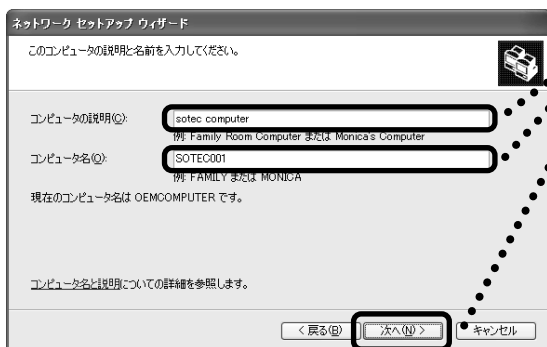 ネットワーク セットアップ ウィザード
このコンピュータの説明と名前を入力してください。
コンピュータの説明(C):
sotec computer
例: Family Room Computer または Monica's Computer
コンピュータ名(O):
SOTEC001
例: FAMILY または MONICA
現在のコンピュータ名は OEMCOMPUTER です。
コンピュータ名と説明についての詳細を参照します。
< 戻る(B)
次へ(N) >
キャンセル